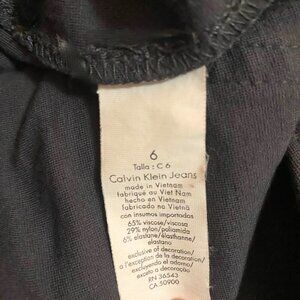 6
Talla : C 6
Calvin Klein Jeans
made in Vietnam
fabriqué au Viet Nam
hecho en Vietnam
fabricado no Vietnã
con insumos importados
65% viscose/viscosa
29% nylon/poliamida
6% elastane/élasthanne/
elastano
exclusive of decoration/
a l'exception de la decoration/
excluyendo el adorno/
exceto a decoração
RN 36543
CA 50900